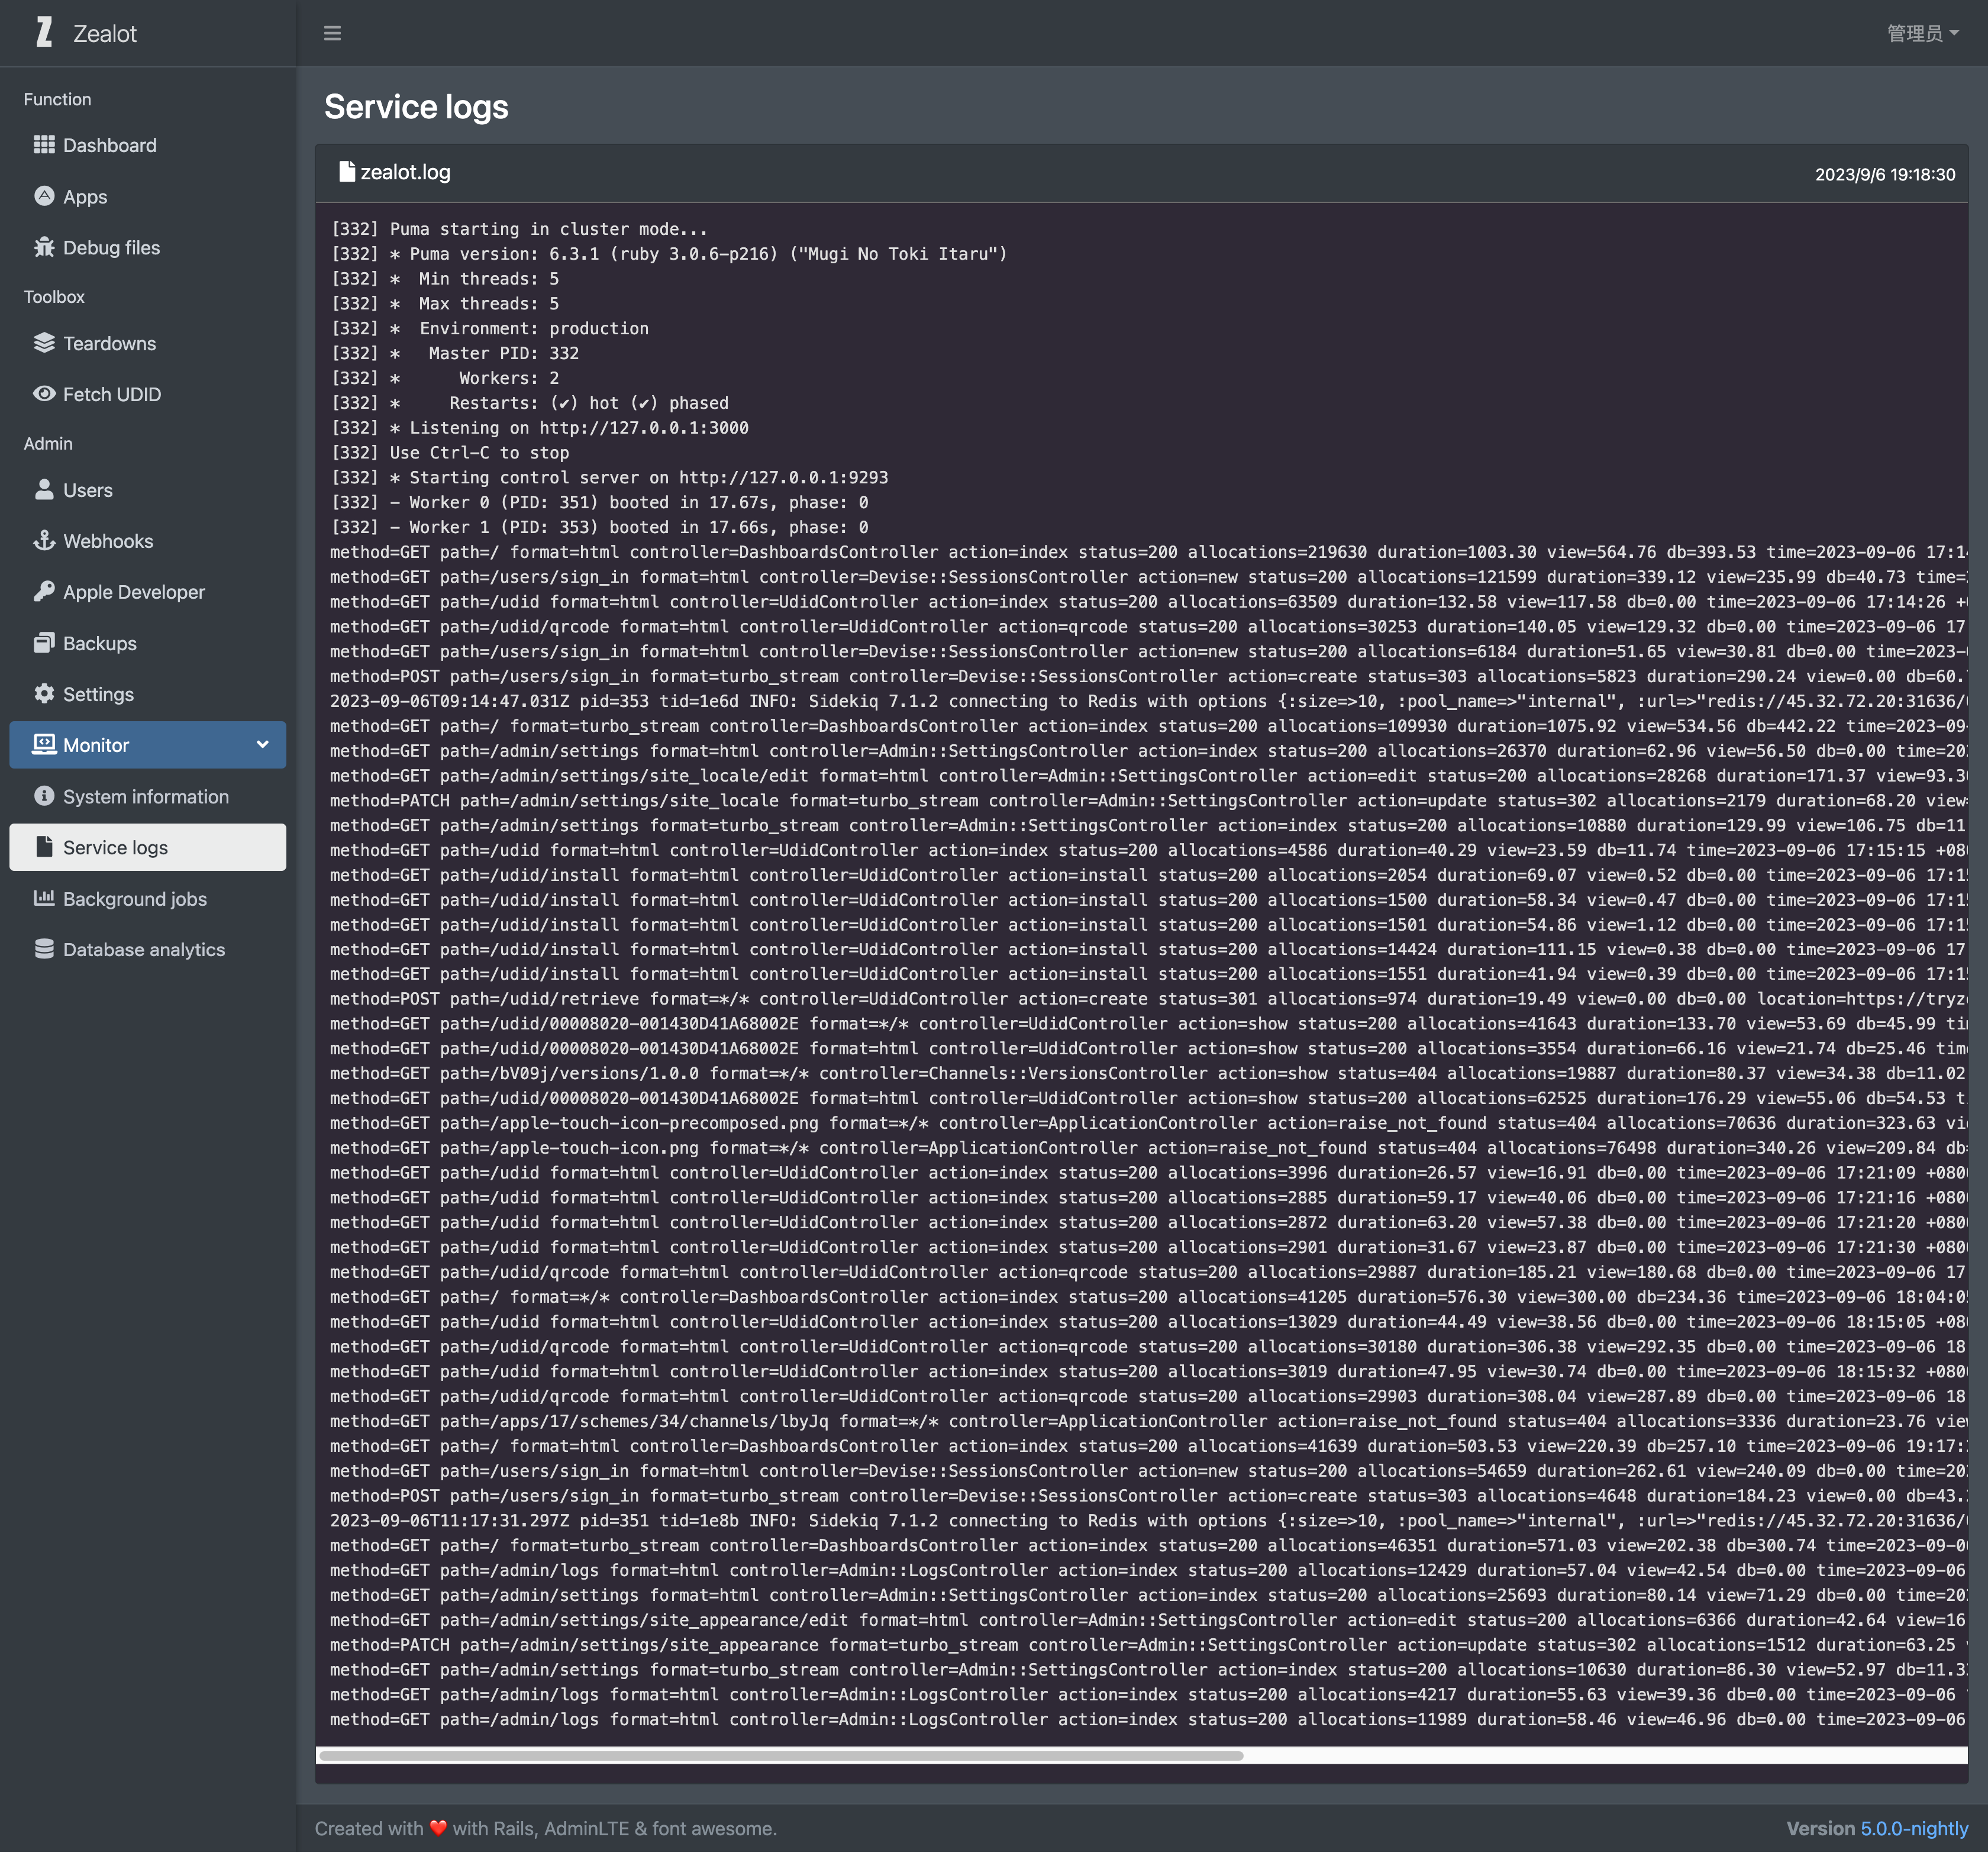 Zealot
管理员
Function
Dashboard
Apps
Debug files
Toolbox
Teardowns
Fetch UDID
Admin
Users
Webhooks
Apple Developer
Backups
Settings
Monitor
System information
Service logs
Background jobs
Database analytics
Service logs
zealot.log
2023/9/6 19:18:30
[332] Puma starting in cluster mode...
[332] * Puma version: 6.3.1 (ruby 3.0.6-p216) ("Mugi No Toki Itaru")
[332] *  Min threads: 5
[332] *  Max threads: 5
[332] *  Environment: production
[332] *   Master PID: 332
[332] *      Workers: 2
[332] *     Restarts: (✔) hot (✔) phased
[332] * Listening on http://127.0.0.1:3000
[332] Use Ctrl-C to stop
[332] * Starting control server on http://127.0.0.1:9293
[332] - Worker 0 (PID: 351) booted in 17.67s, phase: 0
[332] - Worker 1 (PID: 353) booted in 17.66s, phase: 0
method=GET path=/ format=html controller=DashboardsController action=index status=200 allocations=219630 duration=1003.30 view=564.76 db=393.53 time=2023-09-06 17:1
method=GET path=/users/sign_in format=html controller=Devise::SessionsController action=new status=200 allocations=121599 duration=339.12 view=235.99 db=40.73 time=
method=GET path=/udid format=html controller=UdidController action=index status=200 allocations=63509 duration=132.58 view=117.58 db=0.00 time=2023-09-06 17:14:26 +
method=GET path=/udid/qrcode format=html controller=UdidController action=qrcode status=200 allocations=30253 duration=140.05 view=129.32 db=0.00 time=2023-09-06 17
method=GET path=/users/sign_in format=html controller=Devise::SessionsController action=new status=200 allocations=6184 duration=51.65 view=30.81 db=0.00 time=2023-
method=POST path=/users/sign_in format=turbo_stream controller=Devise::SessionsController action=create status=303 allocations=5823 duration=290.24 view=0.00 db=60.
2023-09-06T09:14:47.031Z pid=353 tid=1e6d INFO: Sidekiq 7.1.2 connecting to Redis with options {:size=>10, :pool_name=>"internal", :url=>"redis://45.32.72.20:31636/
method=GET path=/ format=turbo_stream controller=DashboardsController action=index status=200 allocations=109930 duration=1075.92 view=534.56 db=442.22 time=2023-09-
method=GET path=/admin/settings format=html controller=Admin::SettingsController action=index status=200 allocations=26370 duration=62.96 view=56.50 db=0.00 time=20
method=GET path=/admin/settings/site_locale/edit format=html controller=Admin::SettingsController action=edit status=200 allocations=28268 duration=171.37 view=93.3
method=PATCH path=/admin/settings/site_locale format=turbo_stream controller=Admin::SettingsController action=update status=302 allocations=2179 duration=68.20 view
method=GET path=/admin/settings format=turbo_stream controller=Admin::SettingsController action=index status=200 allocations=10880 duration=129.99 view=106.75 db=11
method=GET path=/udid format=html controller=UdidController action=index status=200 allocations=4586 duration=40.29 view=23.59 db=11.74 time=2023-09-06 17:15:15 +08
method=GET path=/udid/install format=html controller=UdidController action=install status=200 allocations=2054 duration=69.07 view=0.52 db=0.00 time=2023-09-06 17:1
method=GET path=/udid/install format=html controller=UdidController action=install status=200 allocations=1500 duration=58.34 view=0.47 db=0.00 time=2023-09-06 17:1
method=GET path=/udid/install format=html controller=UdidController action=install status=200 allocations=1501 duration=54.86 view=1.12 db=0.00 time=2023-09-06 17:1
method=GET path=/udid/install format=html controller=UdidController action=install status=200 allocations=14424 duration=111.15 view=0.38 db=0.00 time=2023-09-06 17
method=GET path=/udid/install format=html controller=UdidController action=install status=200 allocations=1551 duration=41.94 view=0.39 db=0.00 time=2023-09-06 17:1
method=POST path=/udid/retrieve format=*/* controller=UdidController action=create status=301 allocations=974 duration=19.49 view=0.00 db=0.00 location=https://tryz
method=GET path=/udid/00008020-001430D41A68002E format=*/* controller=UdidController action=show status=200 allocations=41643 duration=133.70 view=53.69 db=45.99 ti
method=GET path=/udid/00008020-001430D41A68002E format=html controller=UdidController action=show status=200 allocations=3554 duration=66.16 view=21.74 db=25.46 tim
method=GET path=/bV09j/versions/1.0.0 format=*/* controller=Channels::VersionsController action=show status=404 allocations=19887 duration=80.37 view=34.38 db=11.02
method=GET path=/udid/00008020-001430D41A68002E format=html controller=UdidController action=show status=200 allocations=62525 duration=176.29 view=55.06 db=54.53 t
method=GET path=/apple-touch-icon-precomposed.png format=*/* controller=ApplicationController action=raise_not_found status=404 allocations=70636 duration=323.63 vi
method=GET path=/apple-touch-icon.png format=*/* controller=ApplicationController action=raise_not_found status=404 allocations=76498 duration=340.26 view=209.84 db
method=GET path=/udid format=html controller=UdidController action=index status=200 allocations=3996 duration=26.57 view=16.91 db=0.00 time=2023-09-06 17:21:09 +080
method=GET path=/udid format=html controller=UdidController action=index status=200 allocations=2885 duration=59.17 view=40.06 db=0.00 time=2023-09-06 17:21:16 +080
method=GET path=/udid format=html controller=UdidController action=index status=200 allocations=2872 duration=63.20 view=57.38 db=0.00 time=2023-09-06 17:21:20 +080
method=GET path=/udid format=html controller=UdidController action=index status=200 allocations=2901 duration=31.67 view=23.87 db=0.00 time=2023-09-06 17:21:30 +080
method=GET path=/udid/qrcode format=html controller=UdidController action=qrcode status=200 allocations=29887 duration=185.21 view=180.68 db=0.00 time=2023-09-06 17
method=GET path=/ format=*/* controller=DashboardsController action=index status=200 allocations=41205 duration=576.30 view=300.00 db=234.36 time=2023-09-06 18:04:0
method=GET path=/udid format=html controller=UdidController action=index status=200 allocations=13029 duration=44.49 view=38.56 db=0.00 time=2023-09-06 18:15:05 +08
method=GET path=/udid/qrcode format=html controller=UdidController action=qrcode status=200 allocations=30180 duration=306.38 view=292.35 db=0.00 time=2023-09-06 18
method=GET path=/udid format=html controller=UdidController action=index status=200 allocations=3019 duration=47.95 view=30.74 db=0.00 time=2023-09-06 18:15:32 +080
method=GET path=/udid/qrcode format=html controller=UdidController action=qrcode status=200 allocations=29903 duration=308.04 view=287.89 db=0.00 time=2023-09-06 18
method=GET path=/apps/17/schemes/34/channels/lbyJq format=*/* controller=ApplicationController action=raise_not_found status=404 allocations=3336 duration=23.76 vie
method=GET path=/ format=html controller=DashboardsController action=index status=200 allocations=41639 duration=503.53 view=220.39 db=257.10 time=2023-09-06 19:17:
method=GET path=/users/sign_in format=html controller=Devise::SessionsController action=new status=200 allocations=54659 duration=262.61 view=240.09 db=0.00 time=20
method=POST path=/users/sign_in format=turbo_stream controller=Devise::SessionsController action=create status=303 allocations=4648 duration=184.23 view=0.00 db=43.
2023-09-06T11:17:31.297Z pid=351 tid=1e8b INFO: Sidekiq 7.1.2 connecting to Redis with options {:size=>10, :pool_name=>"internal", :url=>"redis://45.32.72.20:31636/
method=GET path=/ format=turbo_stream controller=DashboardsController action=index status=200 allocations=46351 duration=571.03 view=202.38 db=300.74 time=2023-09-0
method=GET path=/admin/logs format=html controller=Admin::LogsController action=index status=200 allocations=12429 duration=57.04 view=42.54 db=0.00 time=2023-09-06
method=GET path=/admin/settings format=html controller=Admin::SettingsController action=index status=200 allocations=25693 duration=80.14 view=71.29 db=0.00 time=20
method=GET path=/admin/settings/site_appearance/edit format=html controller=Admin::SettingsController action=edit status=200 allocations=6366 duration=42.64 view=16
method=PATCH path=/admin/settings/site_appearance format=turbo_stream controller=Admin::SettingsController action=update status=302 allocations=1512 duration=63.25
method=GET path=/admin/settings format=turbo_stream controller=Admin::SettingsController action=index status=200 allocations=10630 duration=86.30 view=52.97 db=11.3
method=GET path=/admin/logs format=html controller=Admin::LogsController action=index status=200 allocations=4217 duration=55.63 view=39.36 db=0.00 time=2023-09-06
method=GET path=/admin/logs format=html controller=Admin::LogsController action=index status=200 allocations=11989 duration=58.46 view=46.96 db=0.00 time=2023-09-06
Created with ❤️ with Rails, AdminLTE & font awesome.
Version 5.0.0-nightly